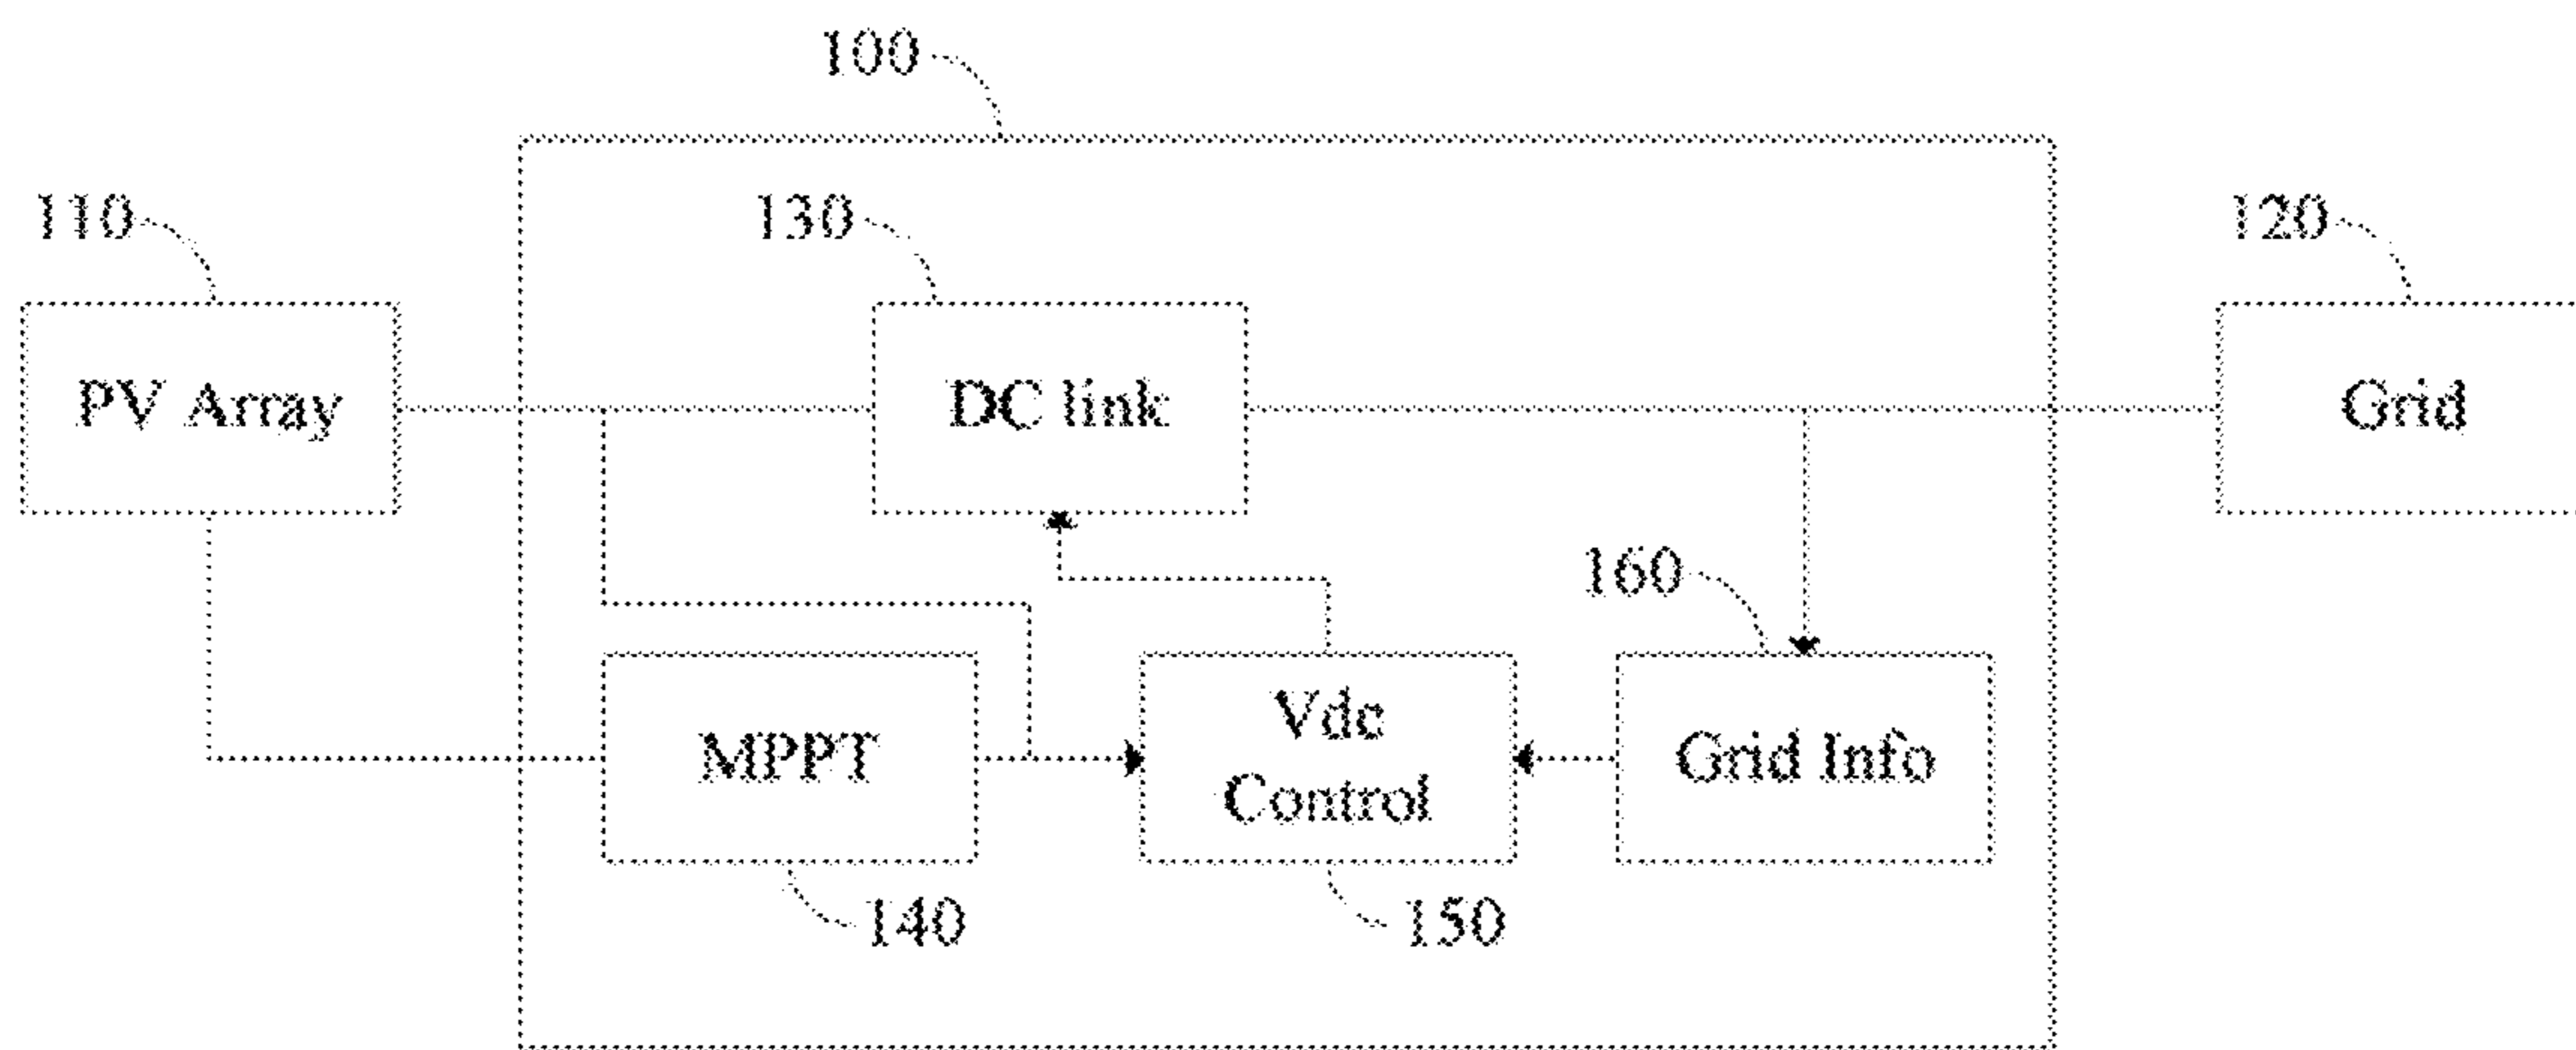 100
110
130
120
PV Array
DC link
Grid
160
MPPT
Vdc
Control
Grid Info
140
150